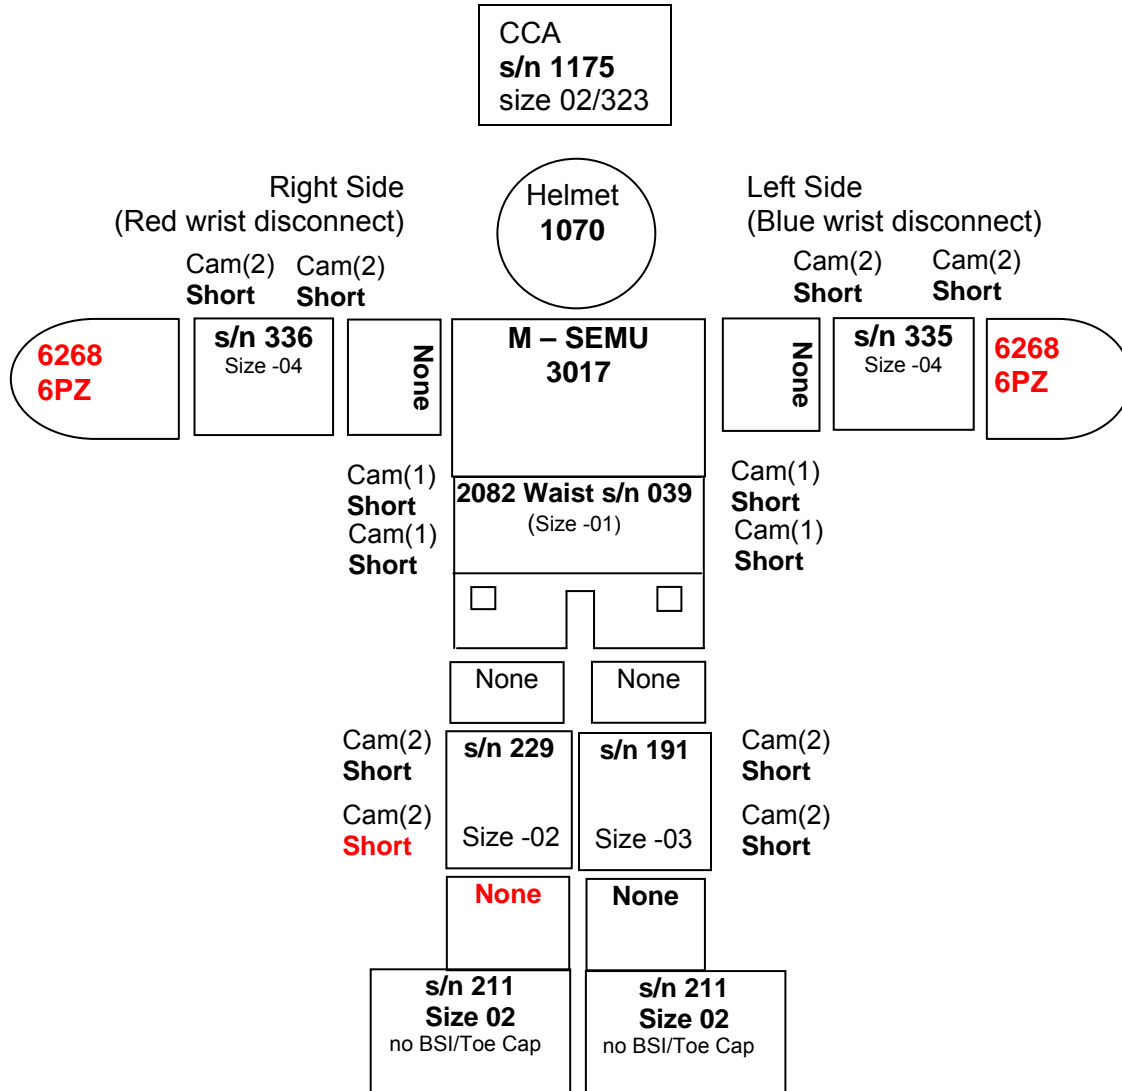 CCA
s/n 1175
size 02/323
Right Side
(Red wrist disconnect)
Helmet
1070
Left Side
(Blue wrist disconnect)
Cam(2)
Short
Cam(2)
Short
Cam(2)
Short
Cam(2)
Short
6268
6PZ
s/n 336
Size -04
None
M – SEMU
3017
None
s/n 335
Size -04
6268
6PZ
Cam(1)
Short
Cam(1)
Short
2082 Waist s/n 039
(Size -01)
Cam(1)
Short
Cam(1)
Short
None
None
Cam(2)
Short
Cam(2)
Short
s/n 229
Size -02
s/n 191
Size -03
Cam(2)
Short
Cam(2)
Short
None
None
s/n 211
Size 02
no BSI/Toe Cap
s/n 211
Size 02
no BSI/Toe Cap